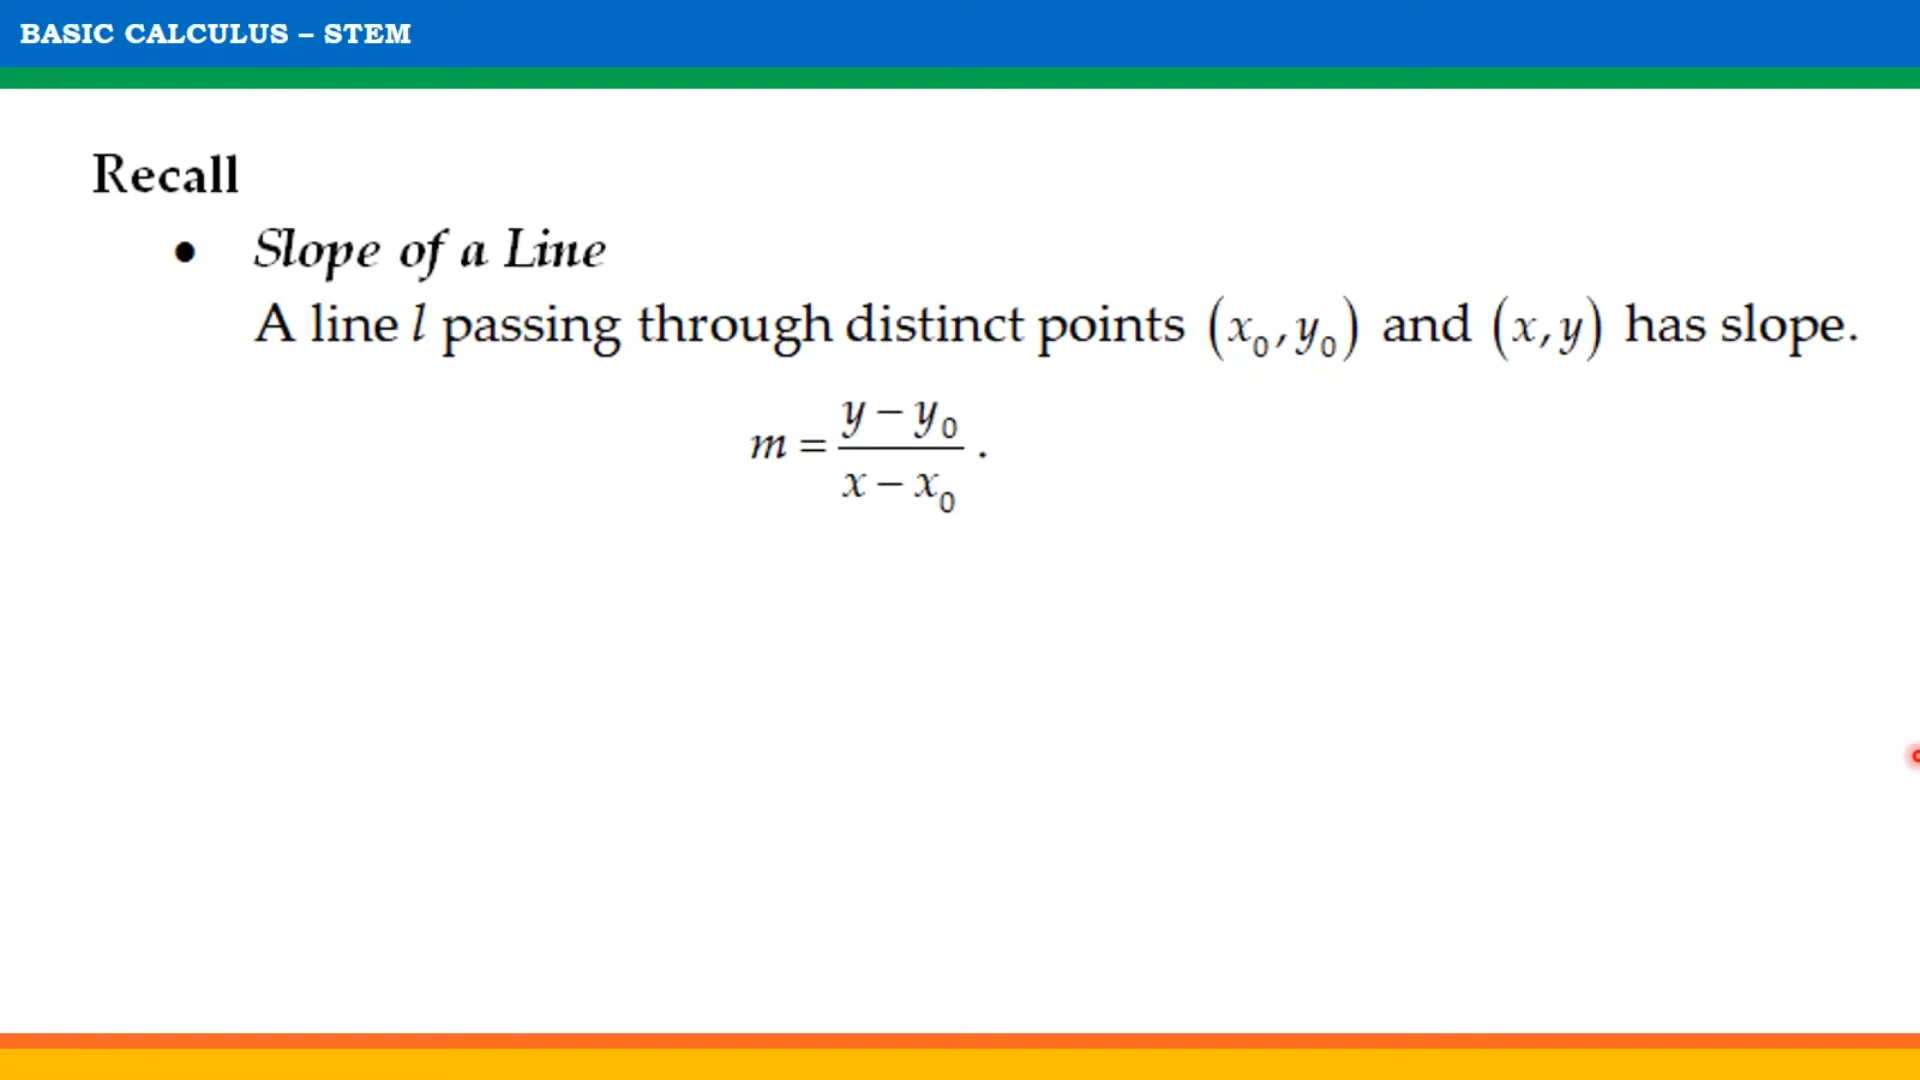 BASIC CALCULUS – STEM
Recall
• Slope of a Line
A line l passing through distinct points (x₀, y₀) and (x, y) has slope.
m = (y − y₀) / (x − x₀) .